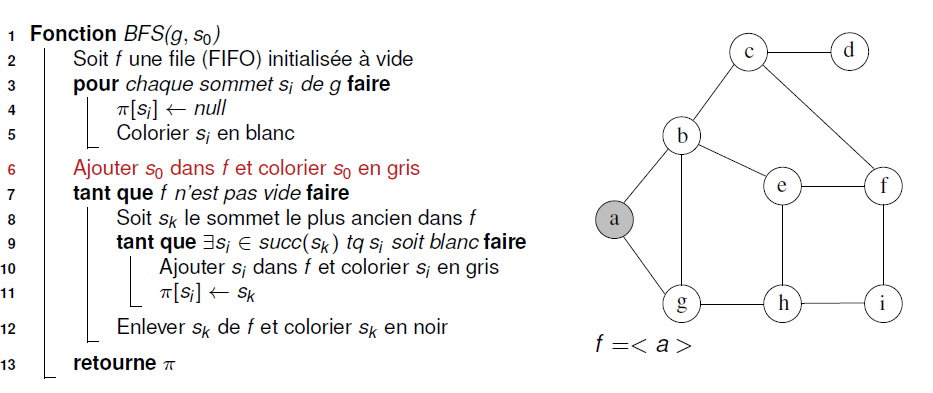 1 Fonction BFS(g, s₀)
2 Soit f une file (FIFO) initialisée à vide
3 pour chaque sommet sᵢ de g faire
4 π[sᵢ] ← null
5 Colorier sᵢ en blanc
6 Ajouter s₀ dans f et colorier s₀ en gris
7 tant que f n'est pas vide faire
8 Soit sₖ le sommet le plus ancien dans f
9 tant que ∃sᵢ ∈ succ(sₖ) tq sᵢ soit blanc faire
10 Ajouter sᵢ dans f et colorier sᵢ en gris
11 π[sᵢ] ← sₖ
12 Enlever sₖ de f et colorier sₖ en noir
13 retourne π
c d
b
e f
a
g h i
f =< a >